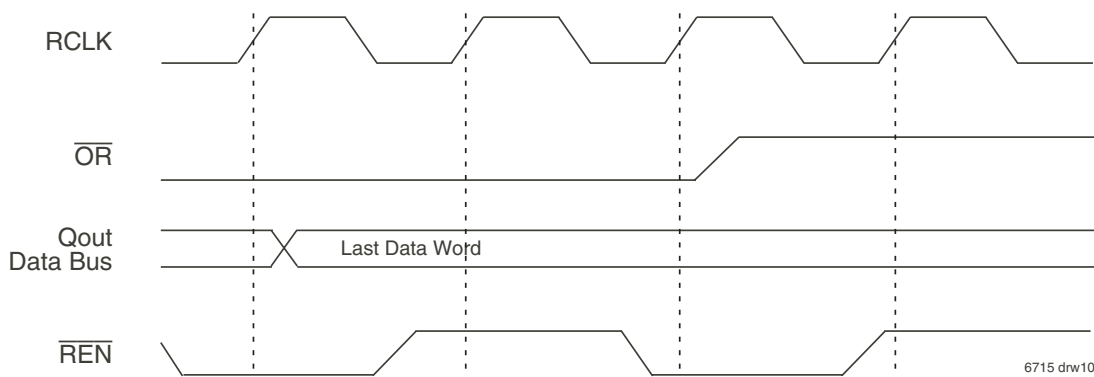 RCLK
OR
Qout
Data Bus
Last Data Word
REN
6715 drw10